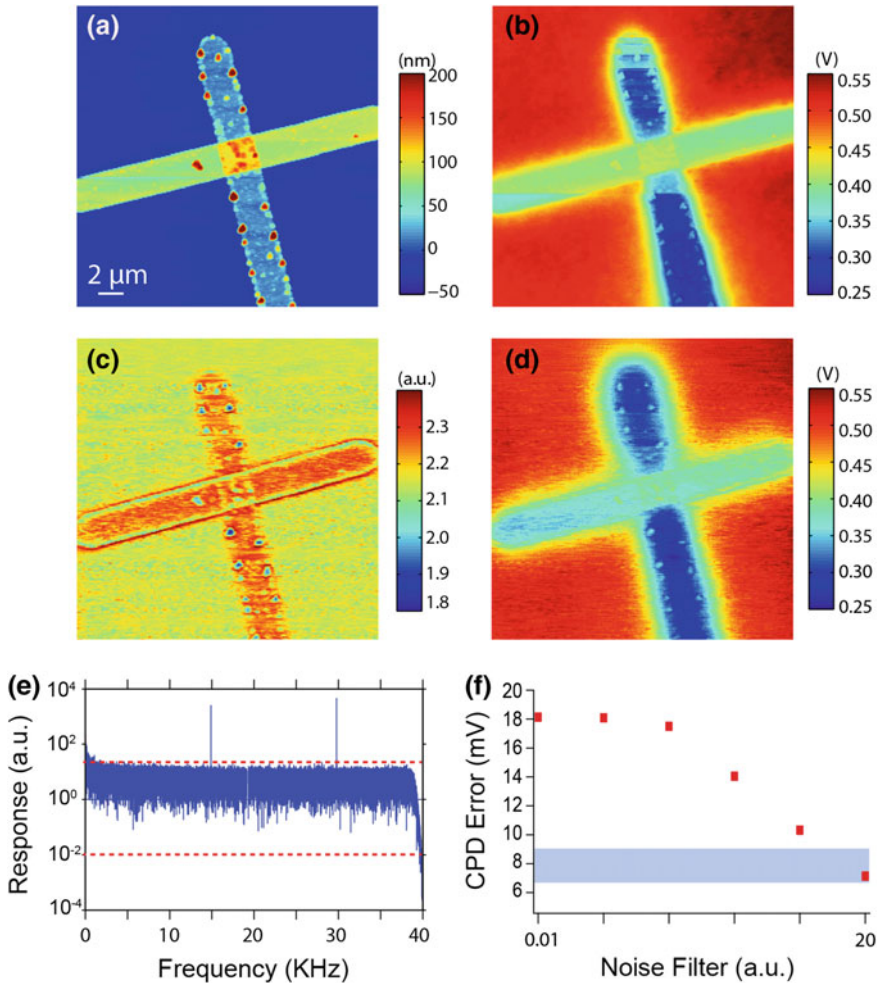 (a)
(nm)
200
150
100
50
0
−50
2 μm
(b)
(V)
0.55
0.50
0.45
0.40
0.35
0.30
0.25
(c)
(a.u.)
2.3
2.2
2.1
2.0
1.9
1.8
(d)
(V)
0.55
0.50
0.45
0.40
0.35
0.30
0.25
(e)
10^4
10^2
10^0
10^-2
10^-4
Response (a.u.)
0 10 20 30 40
Frequency (KHz)
(f)
20
18
16
14
12
10
8
6
CPD Error (mV)
0.01 20
Noise Filter (a.u.)